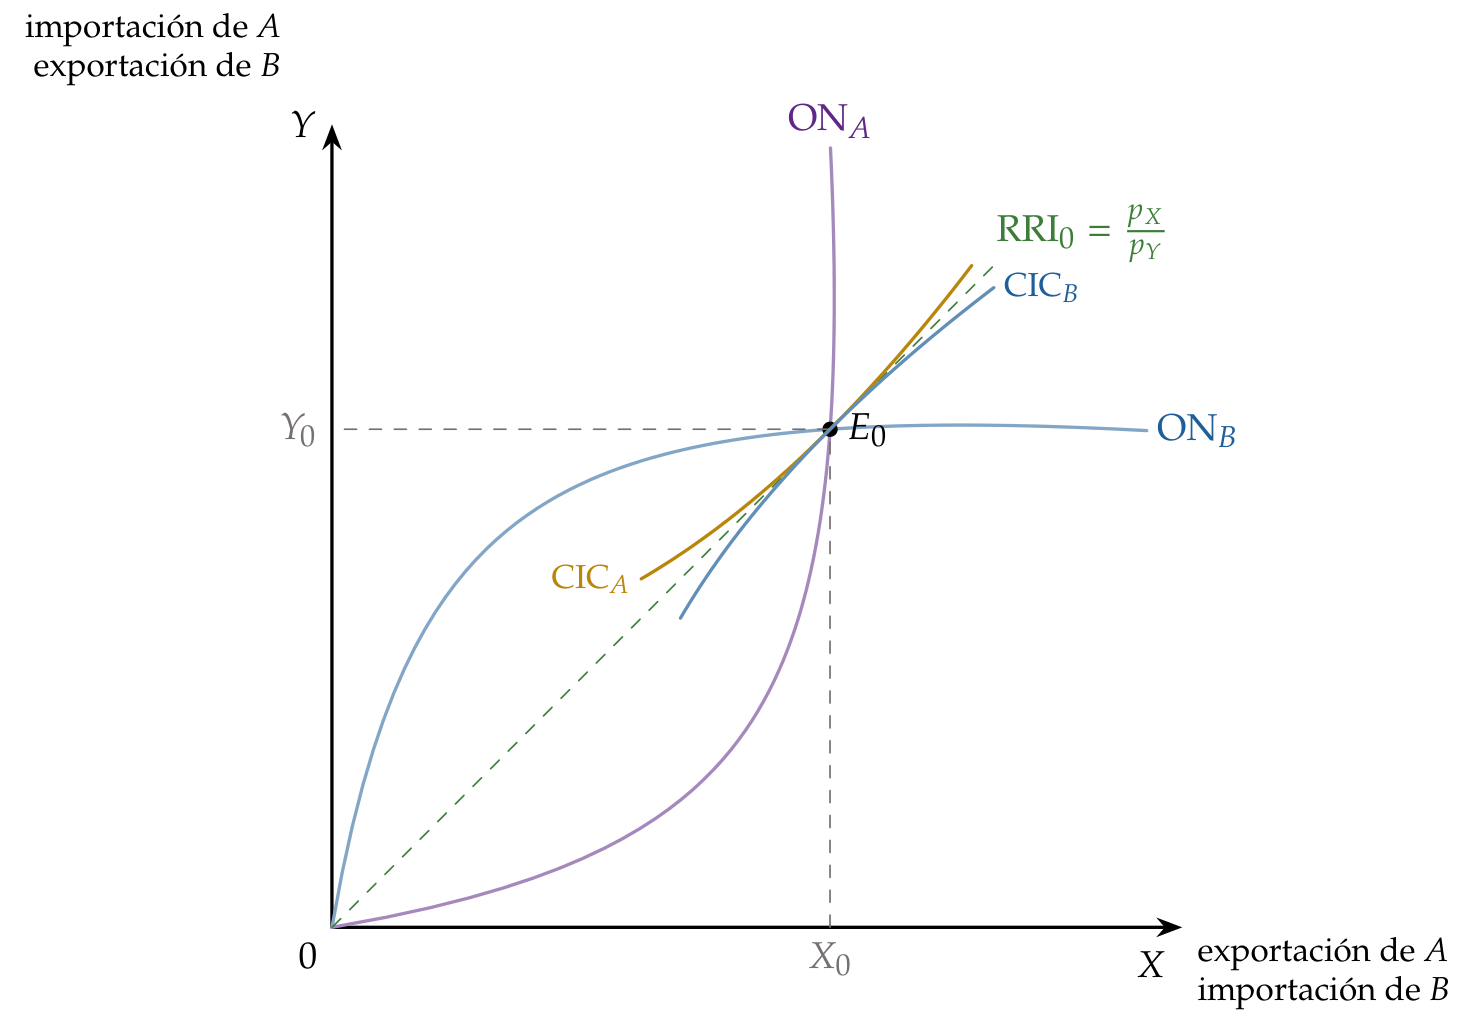 importación de A
exportación de B
Y
ON_A
RRI_0 = p_X / p_Y
CIC_B
Y_0
E_0
ON_B
CIC_A
0
X_0
X
exportación de A
importación de B